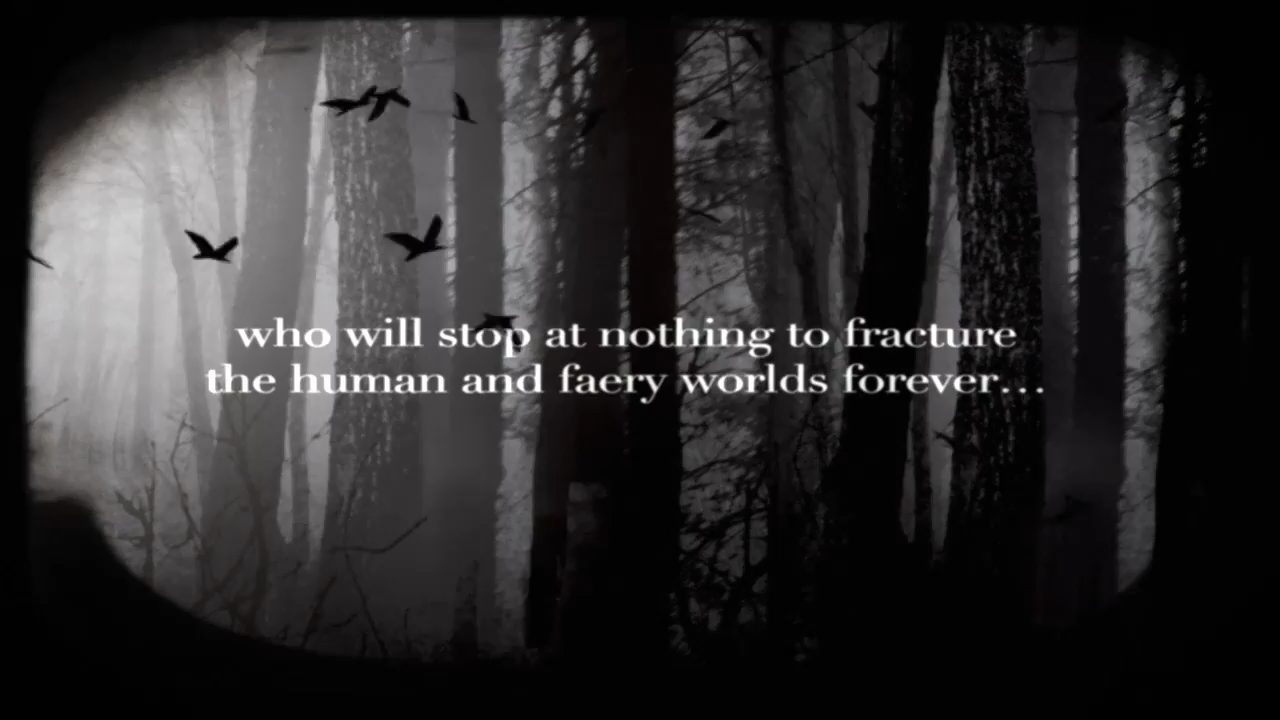 who will stop at nothing to fracture
the human and faery worlds forever...